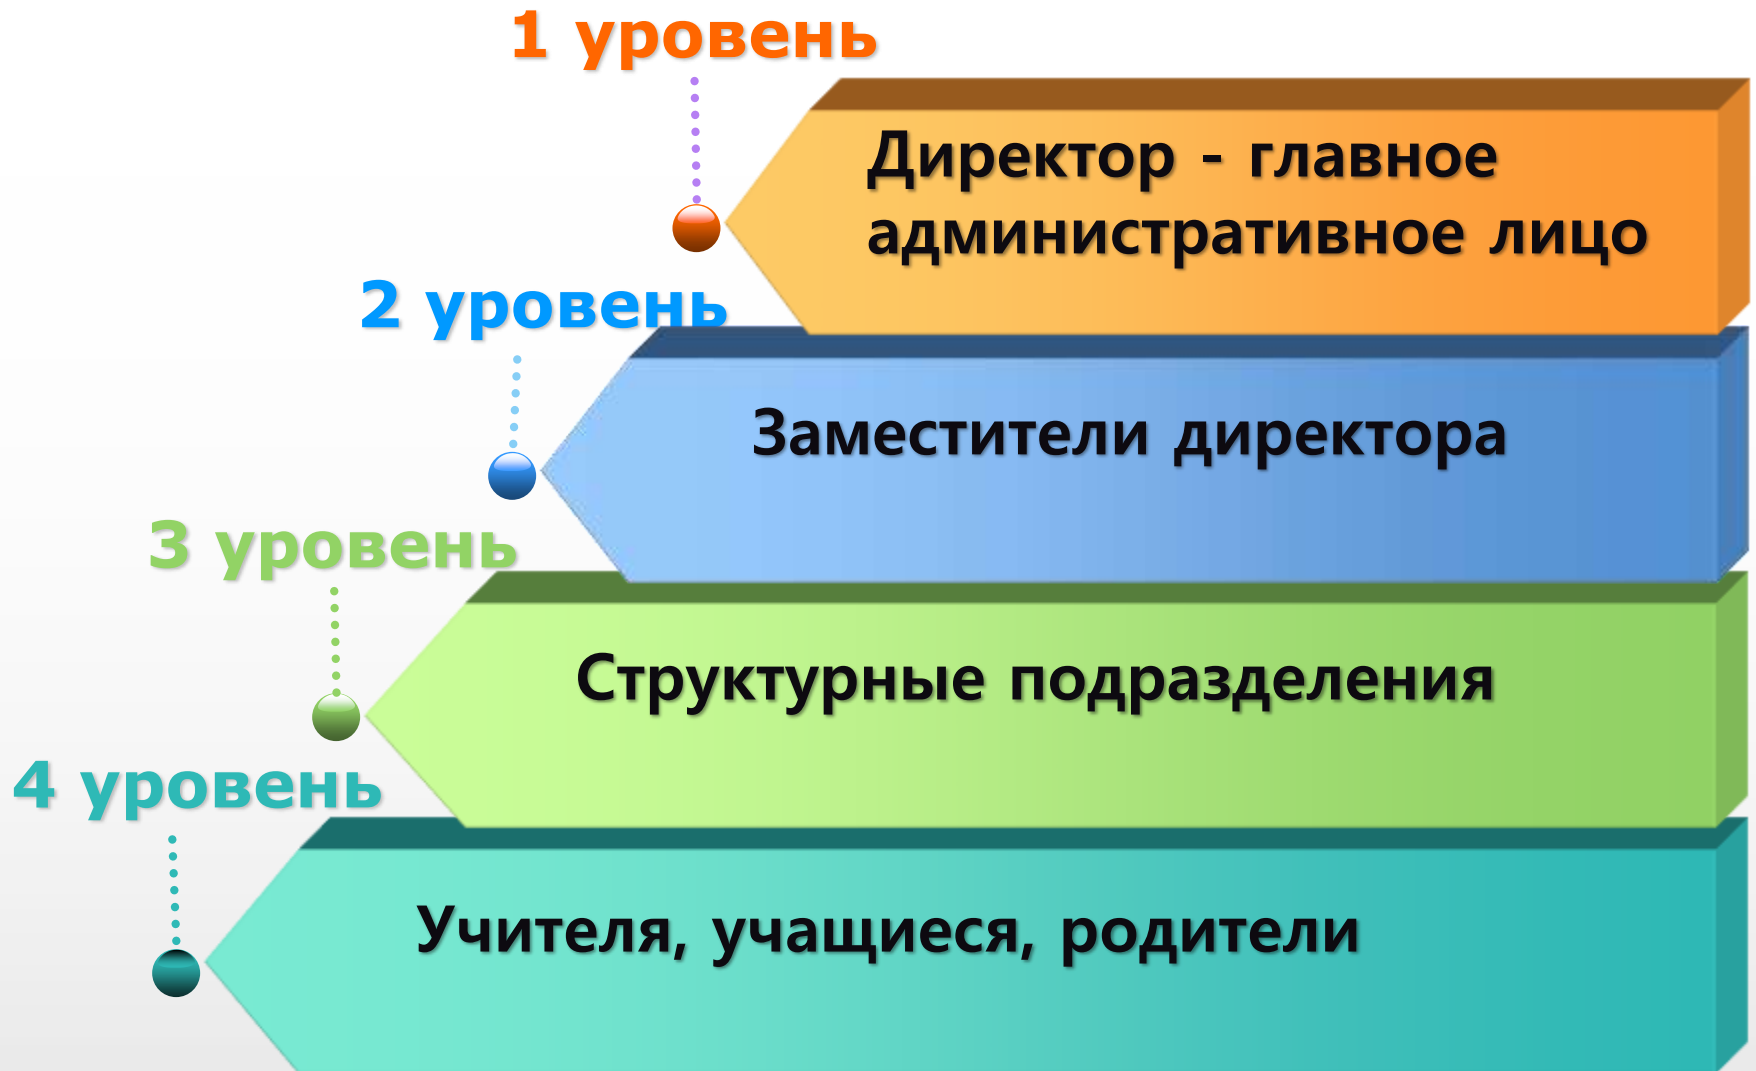 1 уровень
Директор - главное
административное лицо
2 уровень
Заместители директора
3 уровень
Структурные подразделения
4 уровень
Учителя, учащиеся, родители